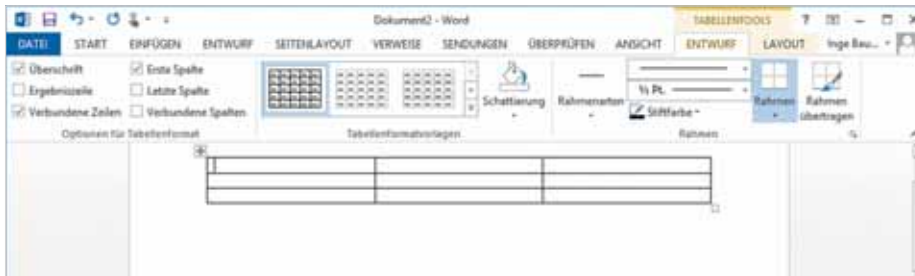 Dokument2 - Word
TABELLENTOOLS
?
DATEI START EINFÜGEN ENTWURF SEITENLAYOUT VERWEISE SENDUNGEN ÜBERPRÜFEN ANSICHT ENTWURF LAYOUT Inge Bau...
Überschrift Erste Spalte
Ergebniszeile Letzte Spalte
Verbundene Zeilen Verbundene Spalten
Schattierung
Rahmenarten
½ Pt.
Stiftfarbe
Rahmen
Rahmen übertragen
Optionen für Tabellenformat Tabellenformatvorlagen Rahmen